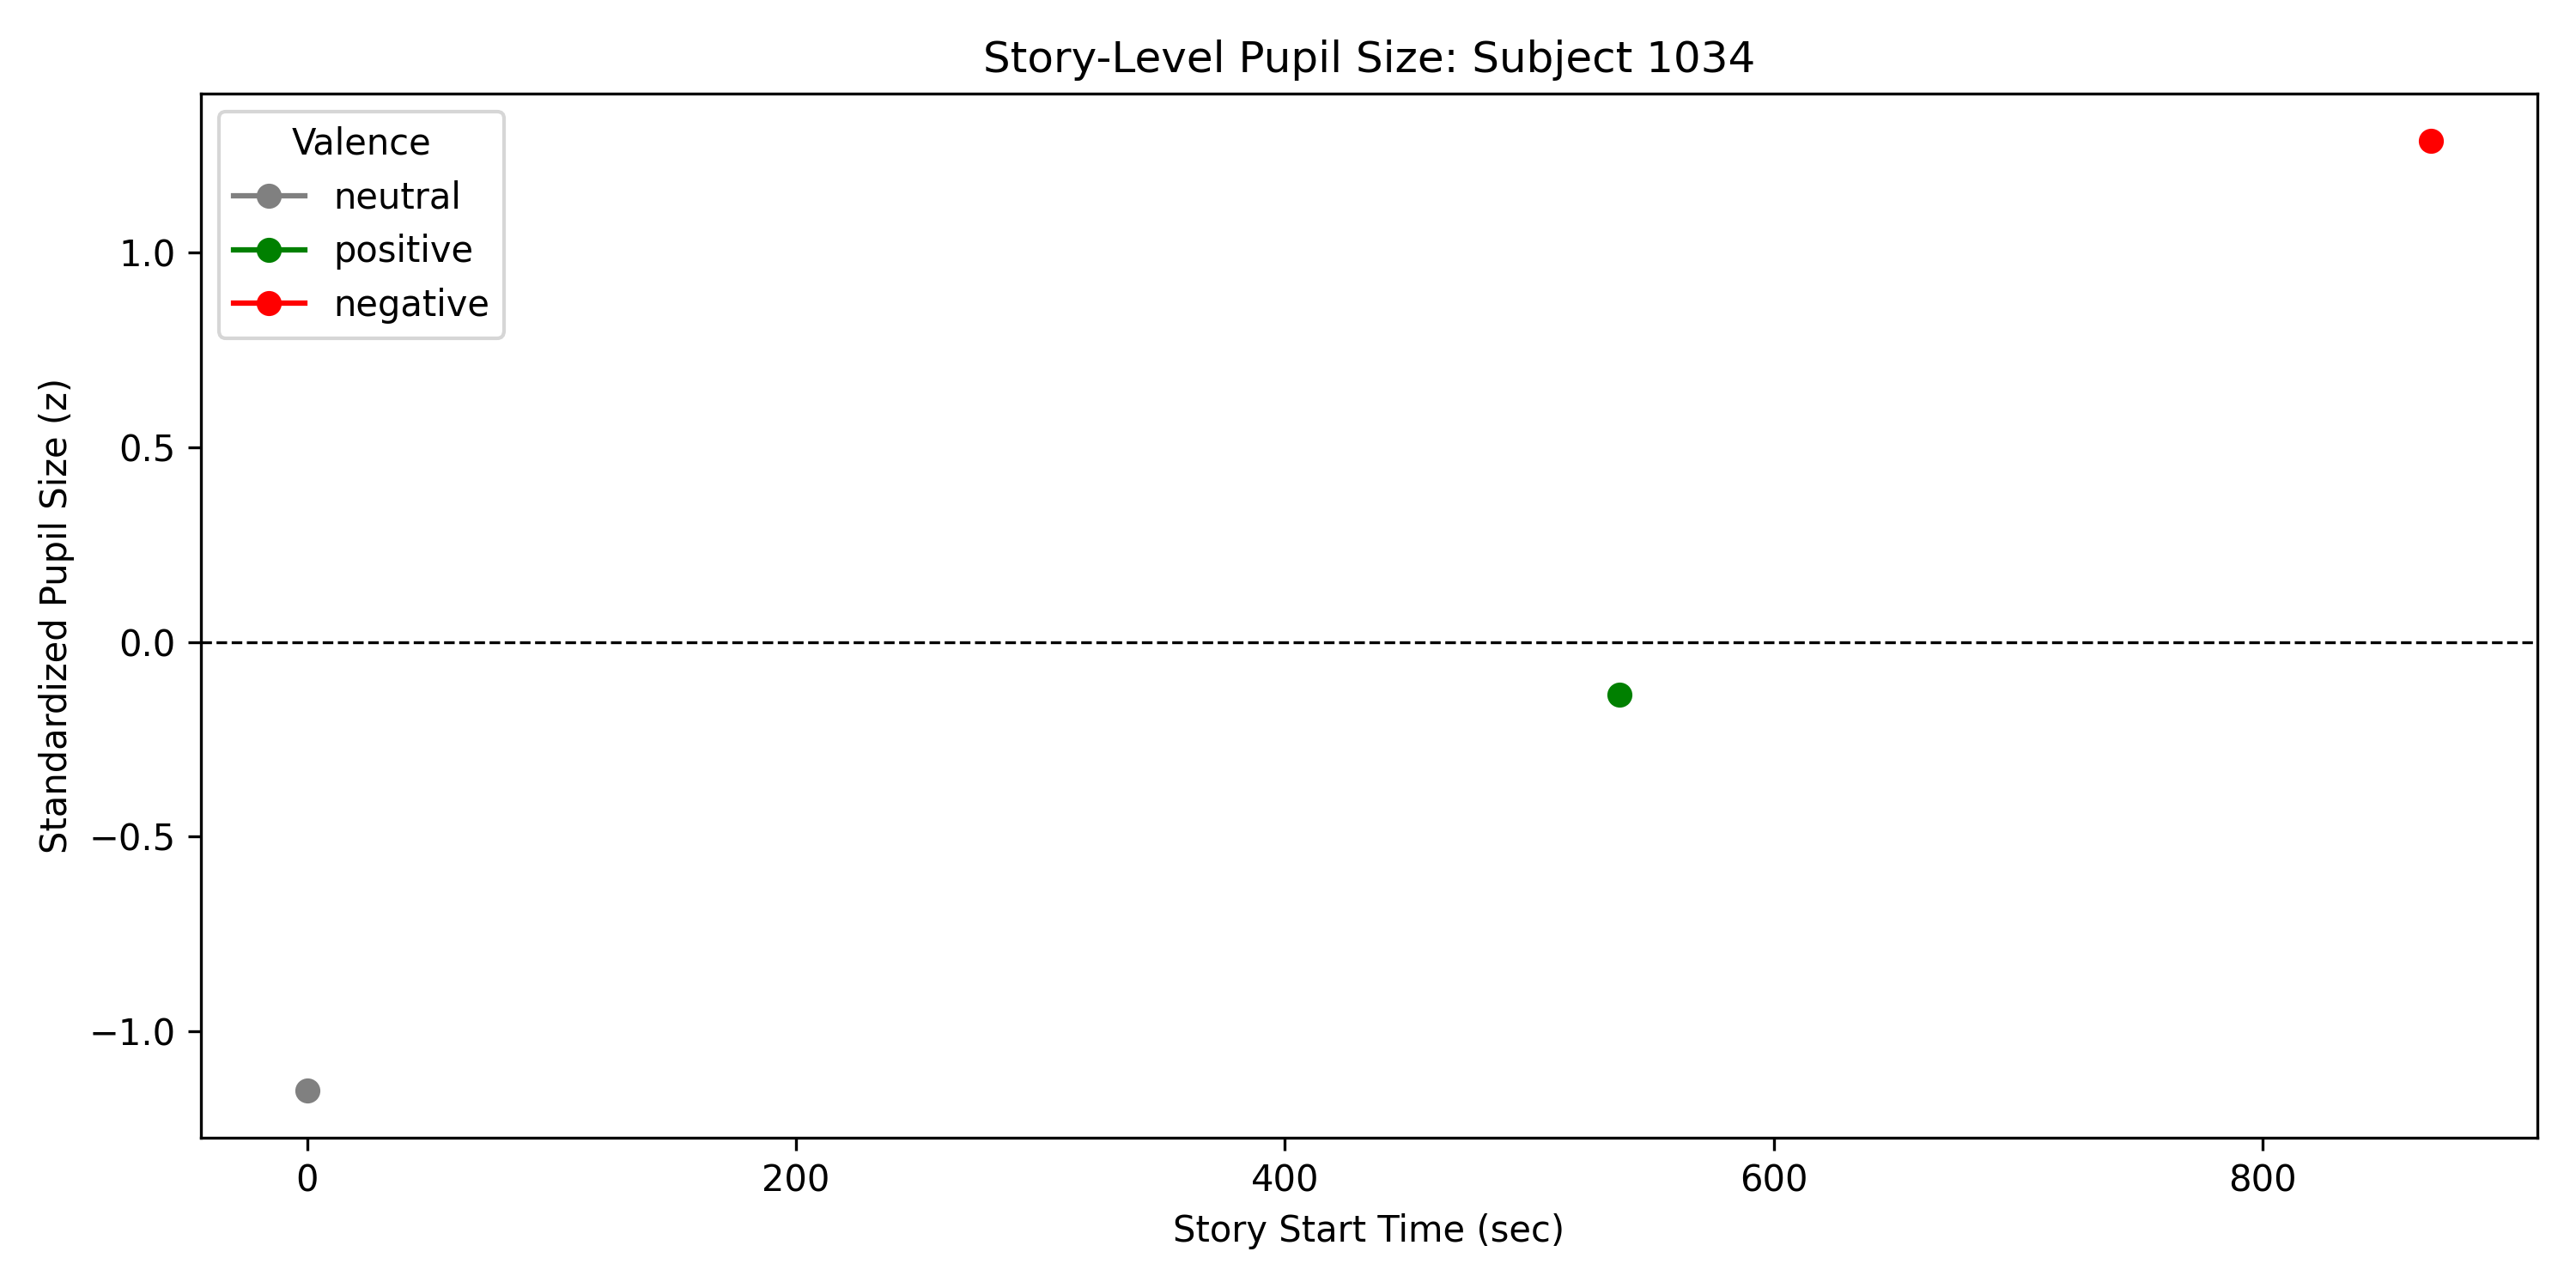 Story-Level Pupil Size: Subject 1034
Valence
neutral
positive
negative
Standardized Pupil Size (z)
1.0
0.5
0.0
−0.5
−1.0
0 200 400 600 800
Story Start Time (sec)